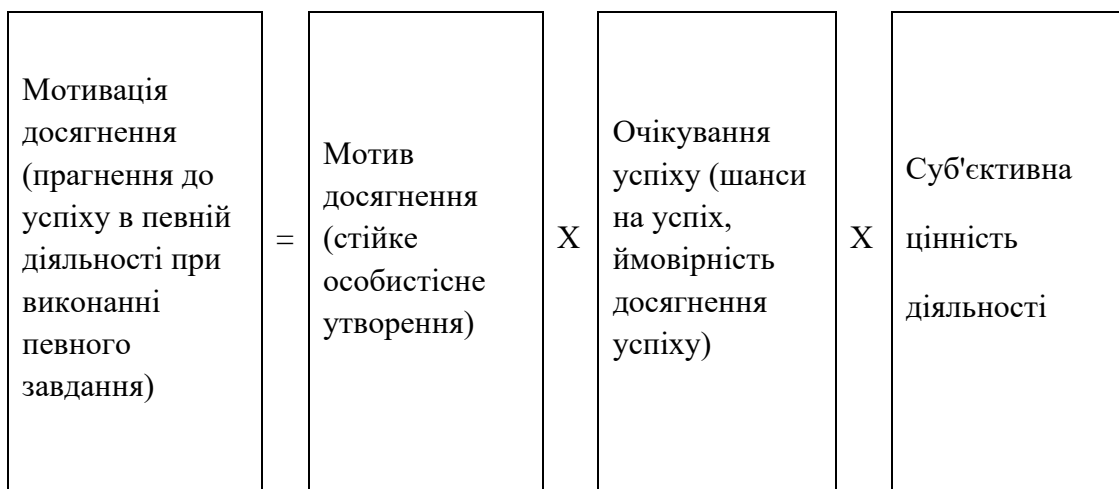 Мотивація
досягнення
(прагнення до
успіху в певній
діяльності при
виконанні
певного
завдання)
=
Мотив
досягнення
(стійке
особистісне
утворення)
Х
Очікування
успіху (шанси
на успіх,
ймовірність
досягнення
успіху)
Х
Суб'єктивна
цінність
діяльності